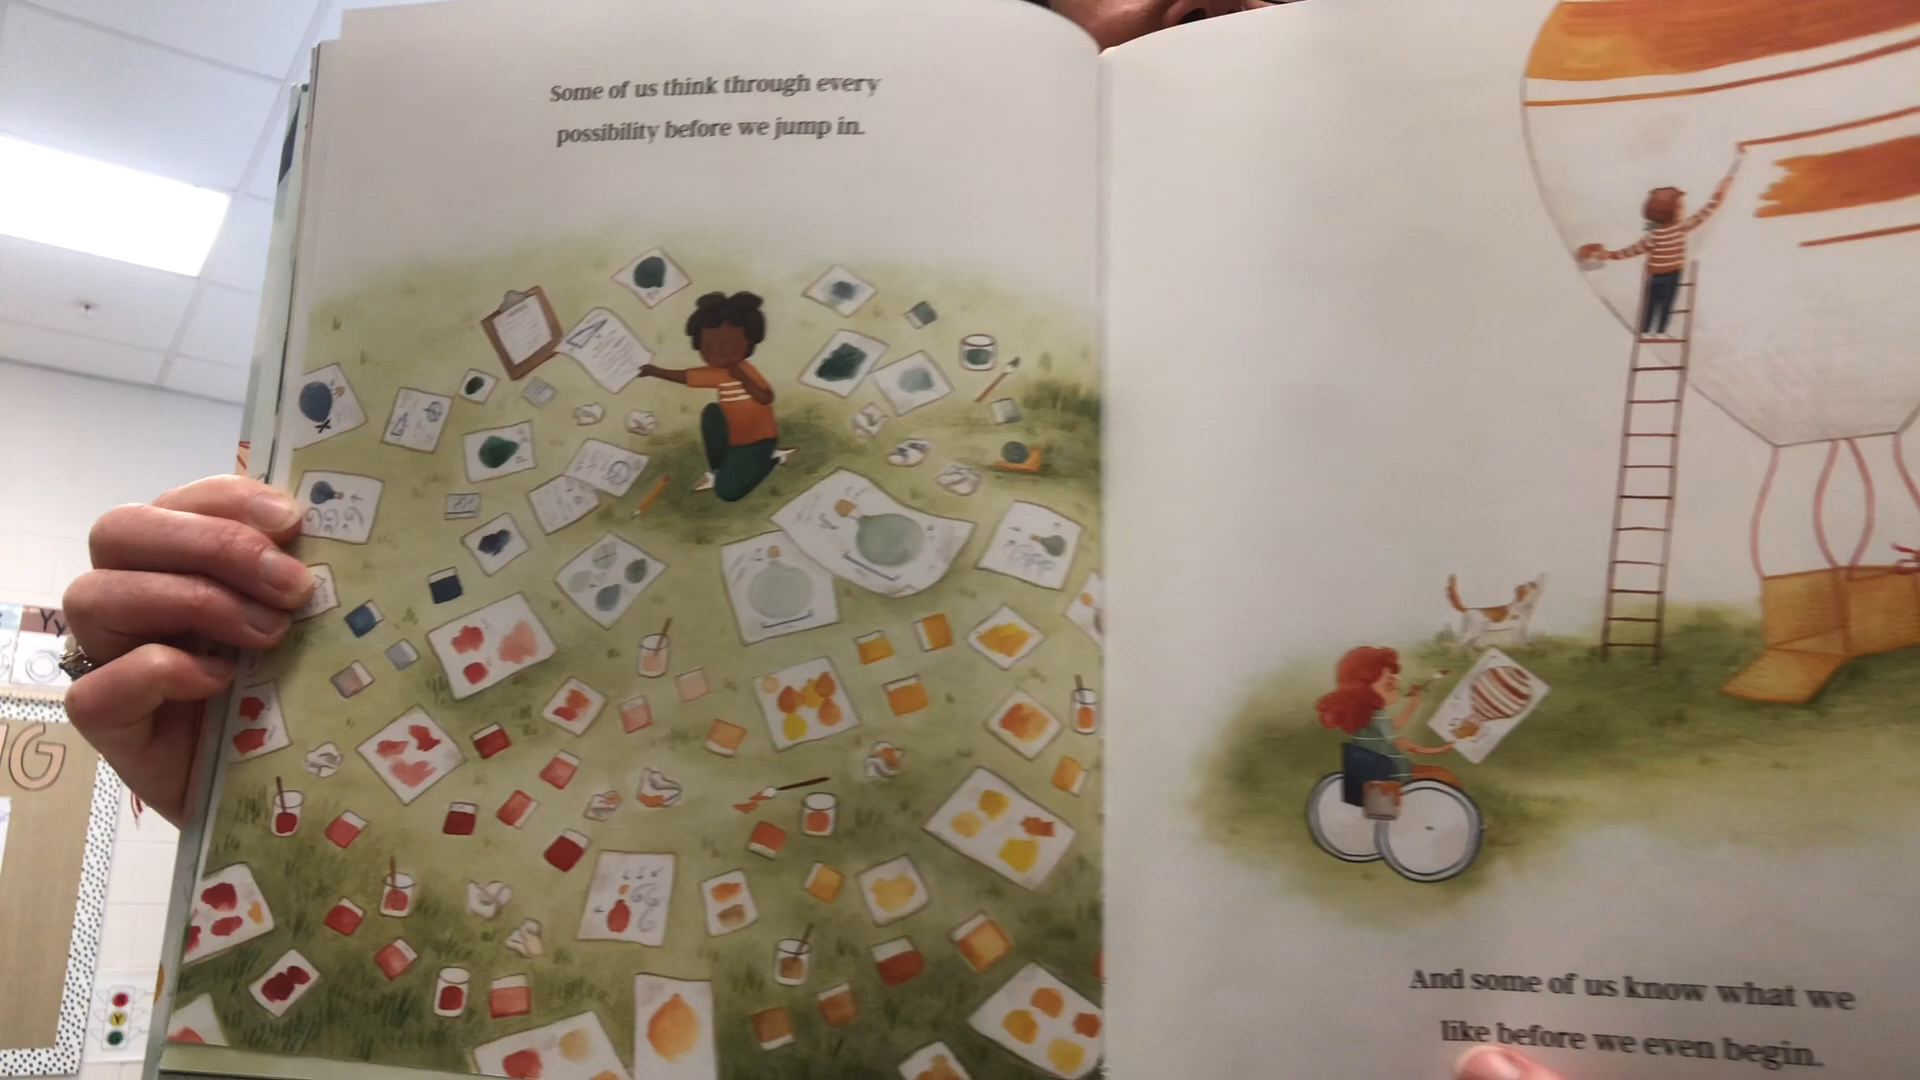 Some of us think through every
possibility before we jump in.
And some of us know what we
like before we even begin.
Yy
G
R
Y
G